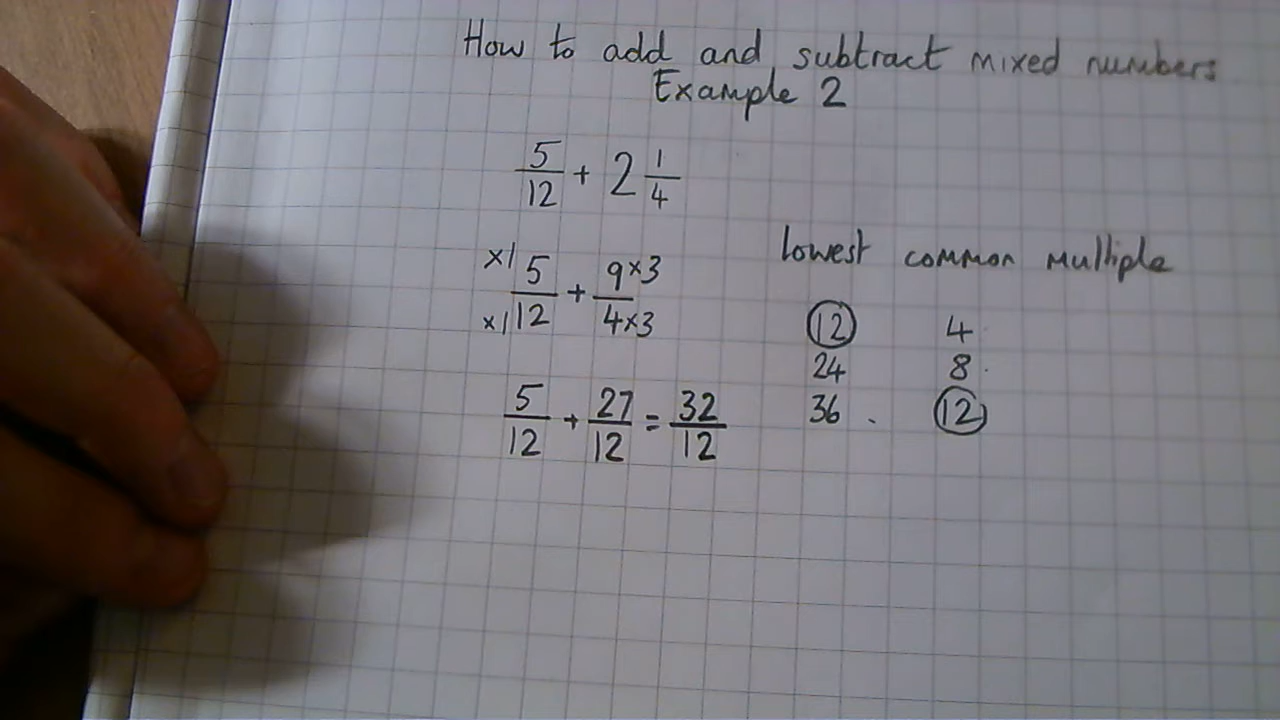 How to add and subtract mixed numbers
Example 2
5/12 + 2 1/4
×1 5/12 ×1 + 9×3/4×3
lowest common multiple
12 4
24 8
36 12
5/12 + 27/12 = 32/12